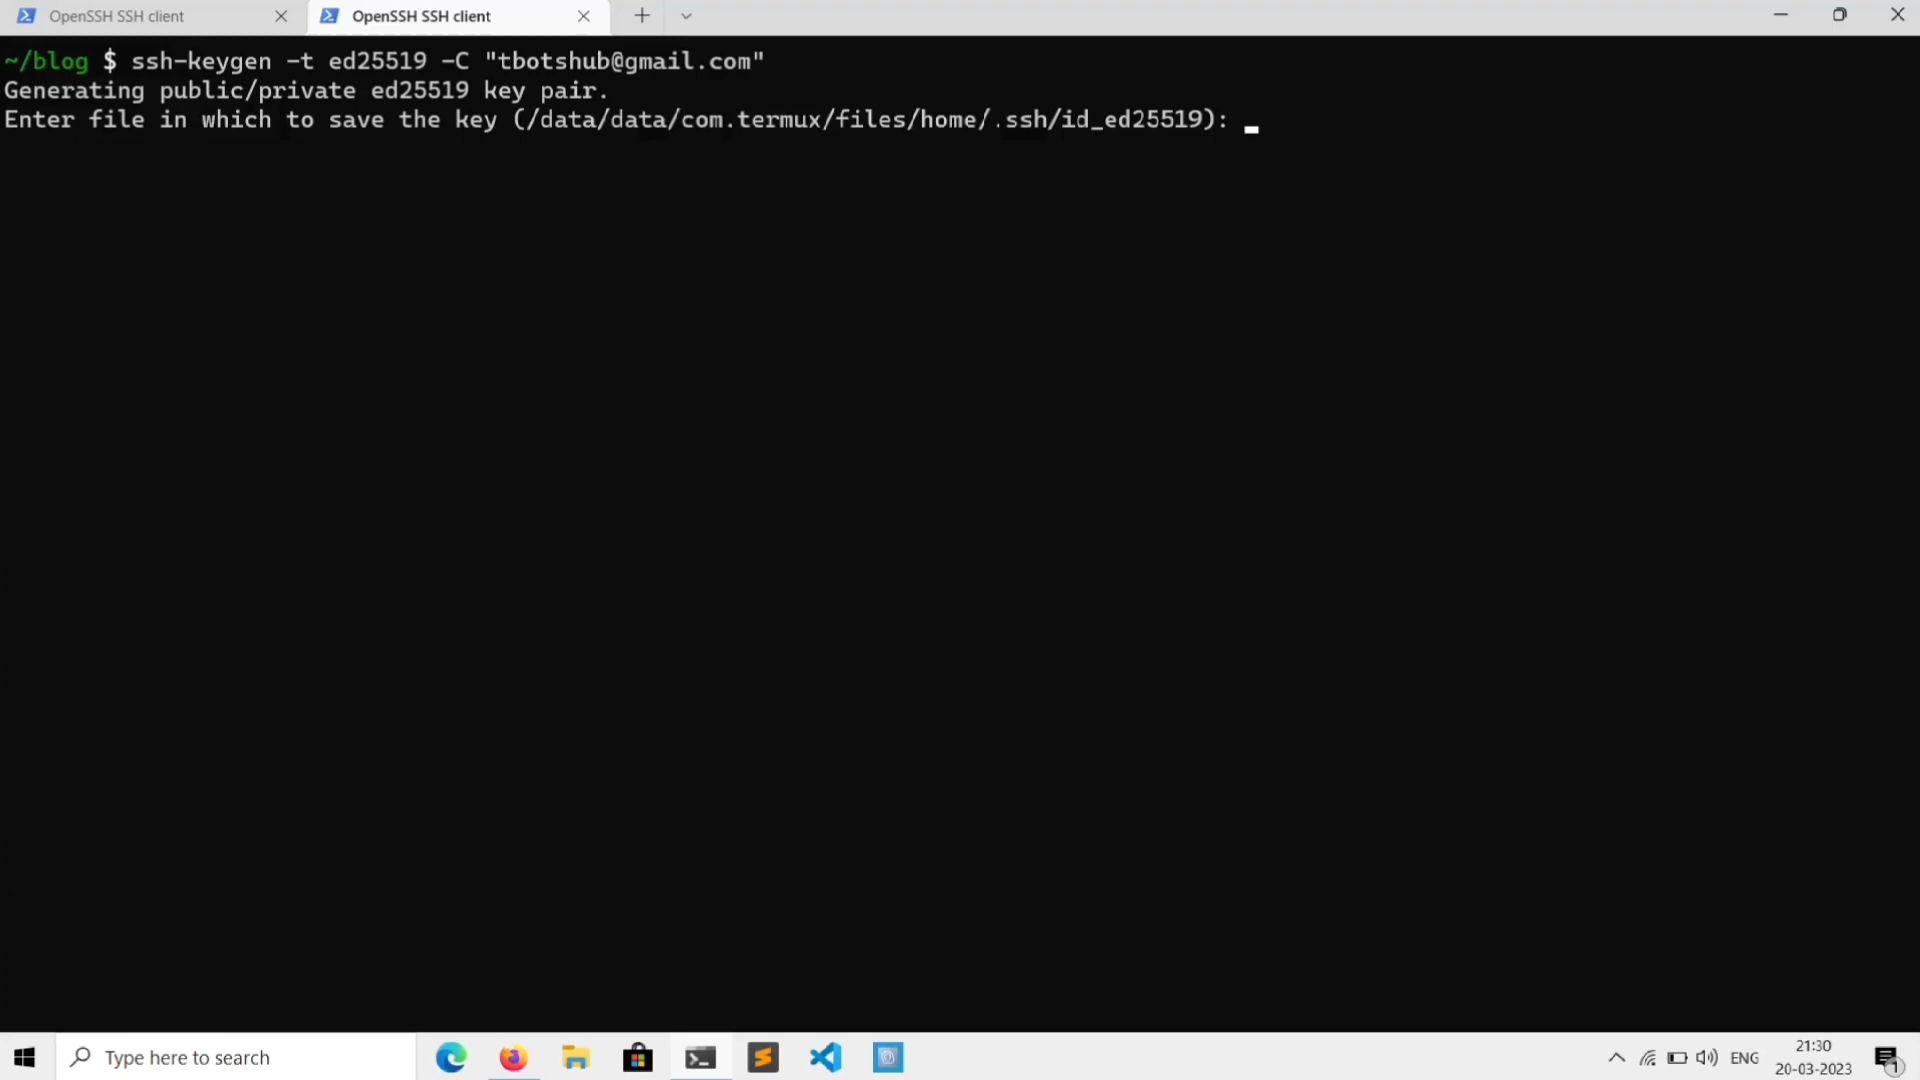 OpenSSH SSH client
OpenSSH SSH client
~/blog $ ssh-keygen -t ed25519 -C "tbotshub@gmail.com"
Generating public/private ed25519 key pair.
Enter file in which to save the key (/data/data/com.termux/files/home/.ssh/id_ed25519):
Type here to search
ENG
21:30
20-03-2023
1